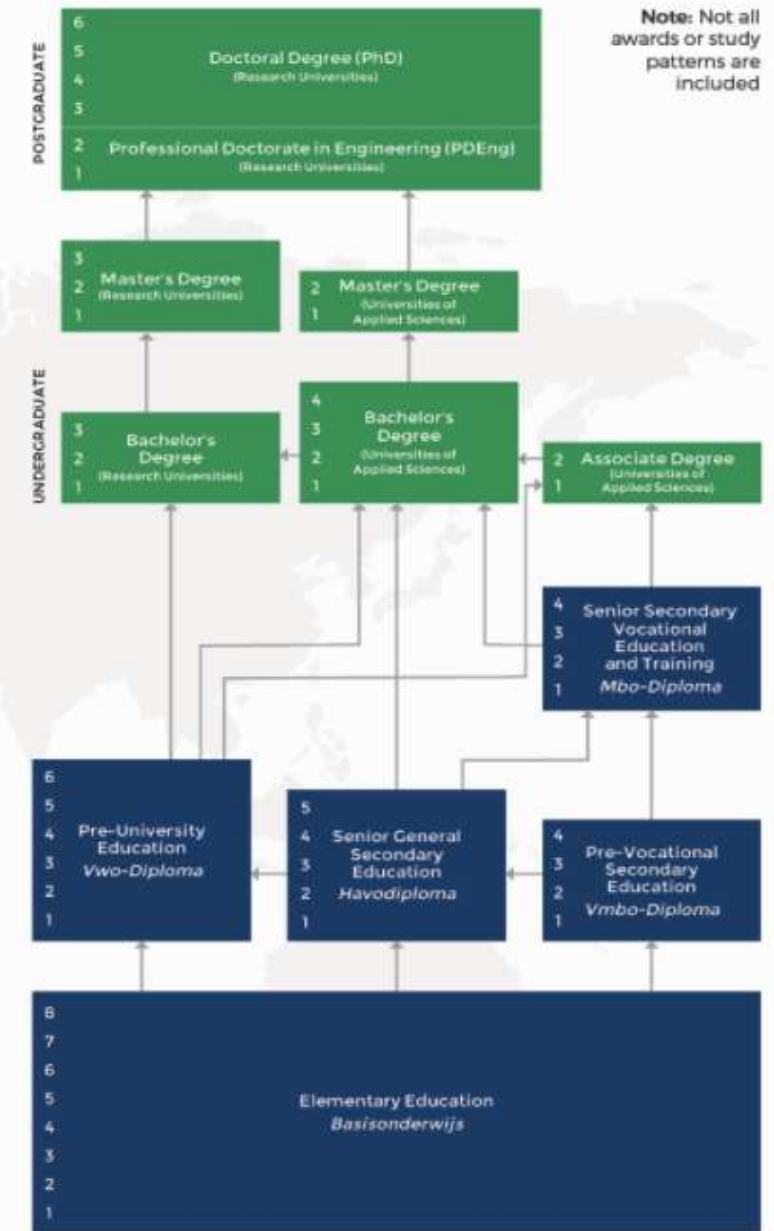 Note: Not all
awards or study
patterns are
included
POSTGRADUATE
6
5
4
3
2
1
Doctoral Degree (PhD)
(Research Universities)
Professional Doctorate in Engineering (PDEng)
(Research Universities)
3
2
1
Master's Degree
(Research Universities)
2
1
Master's Degree
(Universities of
Applied Sciences)
UNDERGRADUATE
3
2
1
Bachelor's
Degree
(Research Universities)
4
3
2
1
Bachelor's
Degree
(Universities of
Applied Sciences)
2
1
Associate Degree
(Universities of
Applied Sciences)
4
3
2
1
Senior Secondary
Vocational
Education
and Training
Mbo-Diploma
6
5
4
3
2
1
Pre-University
Education
Vwo-Diploma
5
4
3
2
1
Senior General
Secondary
Education
Havodiploma
4
3
2
1
Pre-Vocational
Secondary
Education
Vmbo-Diploma
8
7
6
5
4
3
2
1
Elementary Education
Basisonderwijs